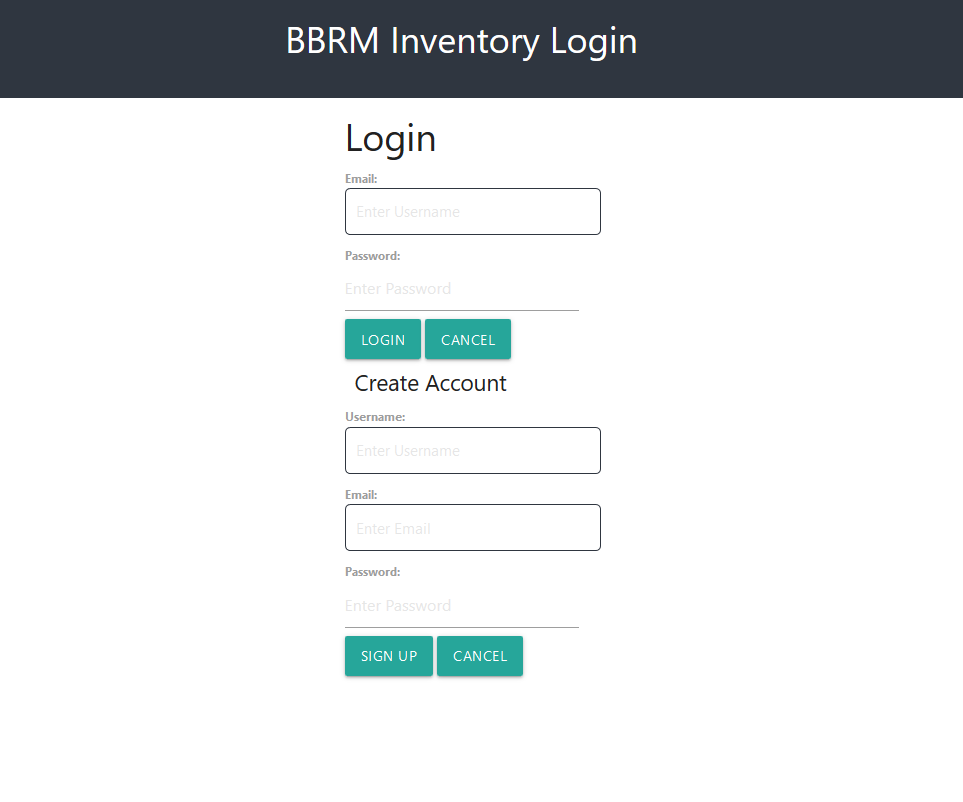 BBRM Inventory Login
Login
Email:
Enter Username
Password:
Enter Password
LOGIN CANCEL
Create Account
Username:
Enter Username
Email:
Enter Email
Password:
Enter Password
SIGN UP CANCEL